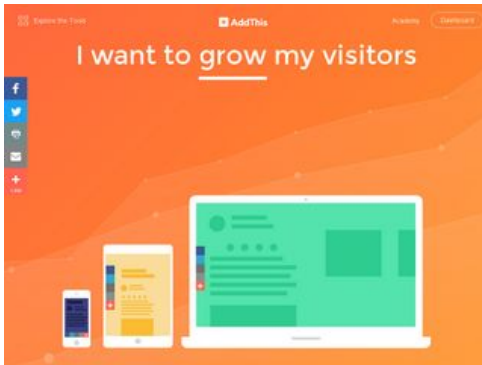 Explore the Tools
AddThis
Academy
Dashboard
I want to grow my visitors